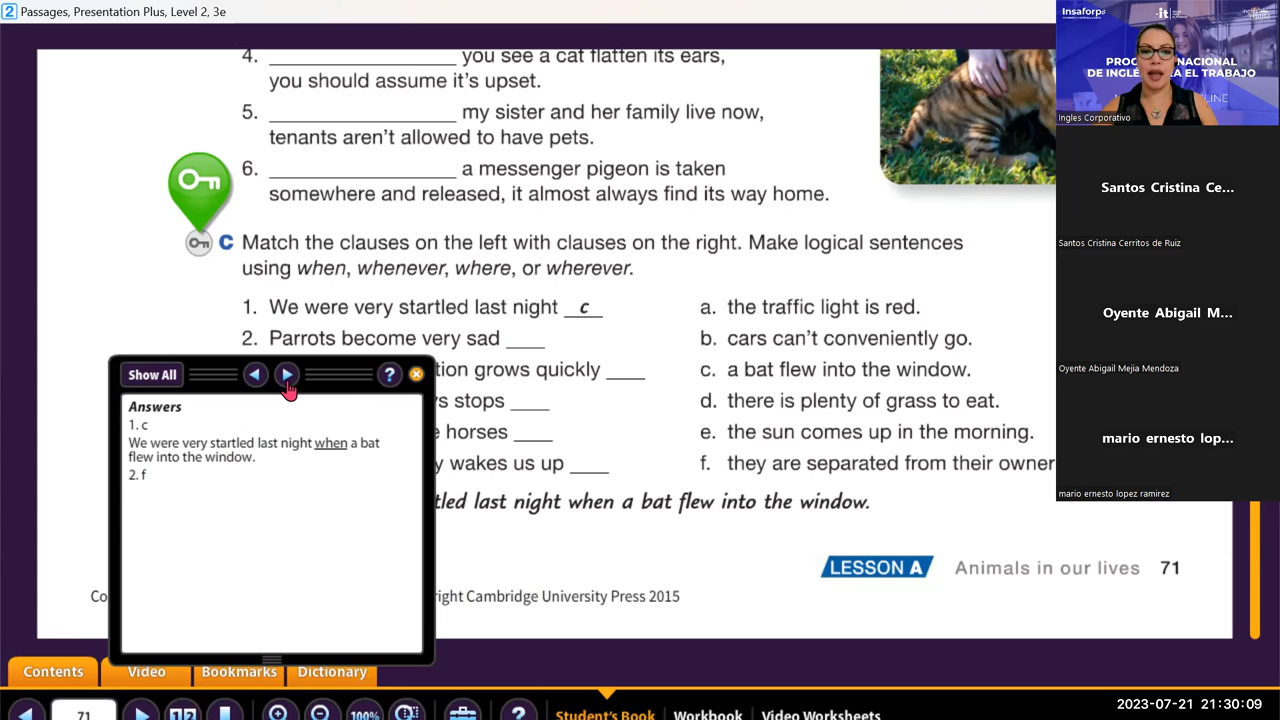 2 Passages, Presentation Plus, Level 2, 3e
4. ________________ you see a cat flatten its ears,
you should assume it's upset.
5. ________________ my sister and her family live now,
tenants aren't allowed to have pets.
6. ________________ a messenger pigeon is taken
somewhere and released, it almost always find its way home.
C Match the clauses on the left with clauses on the right. Make logical sentences
using when, whenever, where, or wherever.
1. We were very startled last night c
a. the traffic light is red.
2. Parrots become very sad ____
b. cars can't conveniently go.
tion grows quickly ____
c. a bat flew into the window.
s stops ____
d. there is plenty of grass to eat.
e horses ____
e. the sun comes up in the morning.
y wakes us up ____
f. they are separated from their owner
tled last night when a bat flew into the window.
LESSON A Animals in our lives 71
Co
right Cambridge University Press 2015
Show All
?
Answers
1. c
We were very startled last night when a bat
flew into the window.
2. f
Contents
Video
Bookmarks
Dictionary
71
1 2
100%
?
Student's Book
Workbook
Video Worksheets
Insaforp
it
PROC NACIONAL
DE INGLÉ A EL TRABAJO
LINE
Ingles Corporativo
Santos Cristina Ce...
Santos Cristina Cerritos de Ruiz
Oyente Abigail M...
Oyente Abigail Mejia Mendoza
mario ernesto lop...
mario ernesto lopez ramirez
2023-07-21 21:30:09